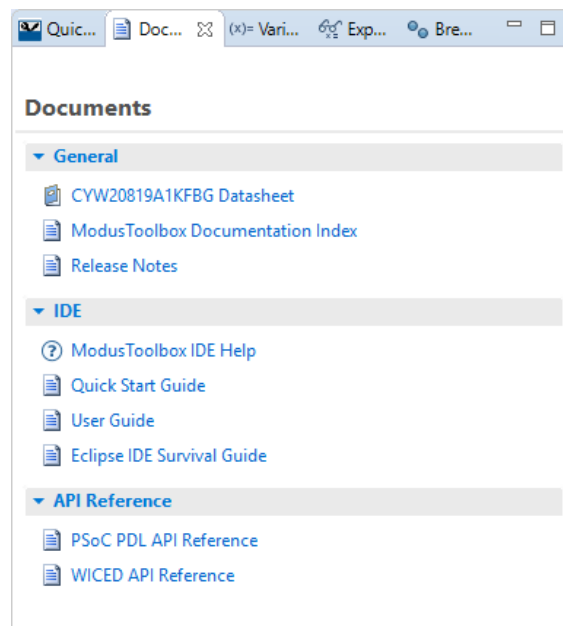 Quic... Doc... (x)= Vari... Exp... Bre...
Documents
General
CYW20819A1KFBG Datasheet
ModusToolbox Documentation Index
Release Notes
IDE
ModusToolbox IDE Help
Quick Start Guide
User Guide
Eclipse IDE Survival Guide
API Reference
PSoC PDL API Reference
WICED API Reference